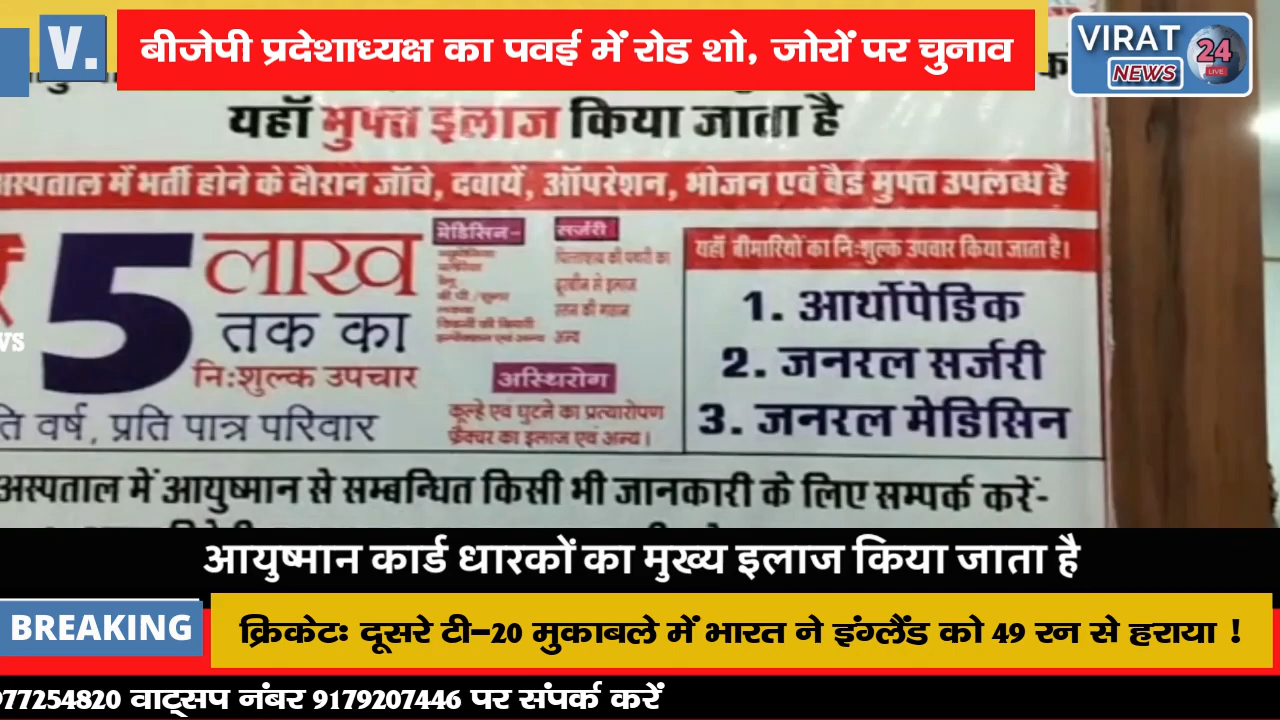 V.
बीजेपी प्रदेशाध्यक्ष का पवई में रोड शो, जोरों पर चुनाव
VIRAT
24
NEWS
LIVE
यहॉ मुफ्त इलाज किया जाता है
अस्पताल में भर्ती होने के दौरान जॉचे, दवायें, ऑपरेशन, भोजन एवं बैड मुफ्त उपलब्ध है
5 लाख
तक का
नि:शुल्क उपचार
ति वर्ष, प्रति पात्र परिवार
मेडिसिन-
सर्जरी
दूरबीन से इलाज
अन्य
अस्थिरोग
कूल्हे एवं घुटने का प्रत्यारोपण
फ्रैक्चर का इलाज एवं अन्य।
यहॉ बीमारियों का नि:शुल्क उपचार किया जाता है।
1. आर्थोपेडिक
2. जनरल सर्जरी
3. जनरल मेडिसिन
अस्पताल में आयुष्मान से सम्बन्धित किसी भी जानकारी के लिए सम्पर्क करें-
आयुष्मान कार्ड धारकों का मुख्य इलाज किया जाता है
BREAKING
क्रिकेटः दूसरे टी-20 मुकाबले में भारत ने इंग्लैंड को 49 रन से हराया !
977254820 वाट्सप नंबर 9179207446 पर संपर्क करें